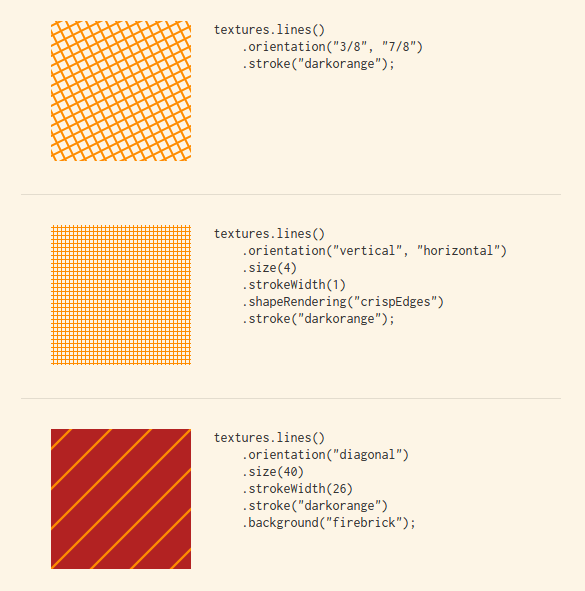 textures.lines()
.orientation("3/8", "7/8")
.stroke("darkorange");
textures.lines()
.orientation("vertical", "horizontal")
.size(4)
.strokeWidth(1)
.shapeRendering("crispEdges")
.stroke("darkorange");
textures.lines()
.orientation("diagonal")
.size(40)
.strokeWidth(26)
.stroke("darkorange")
.background("firebrick");